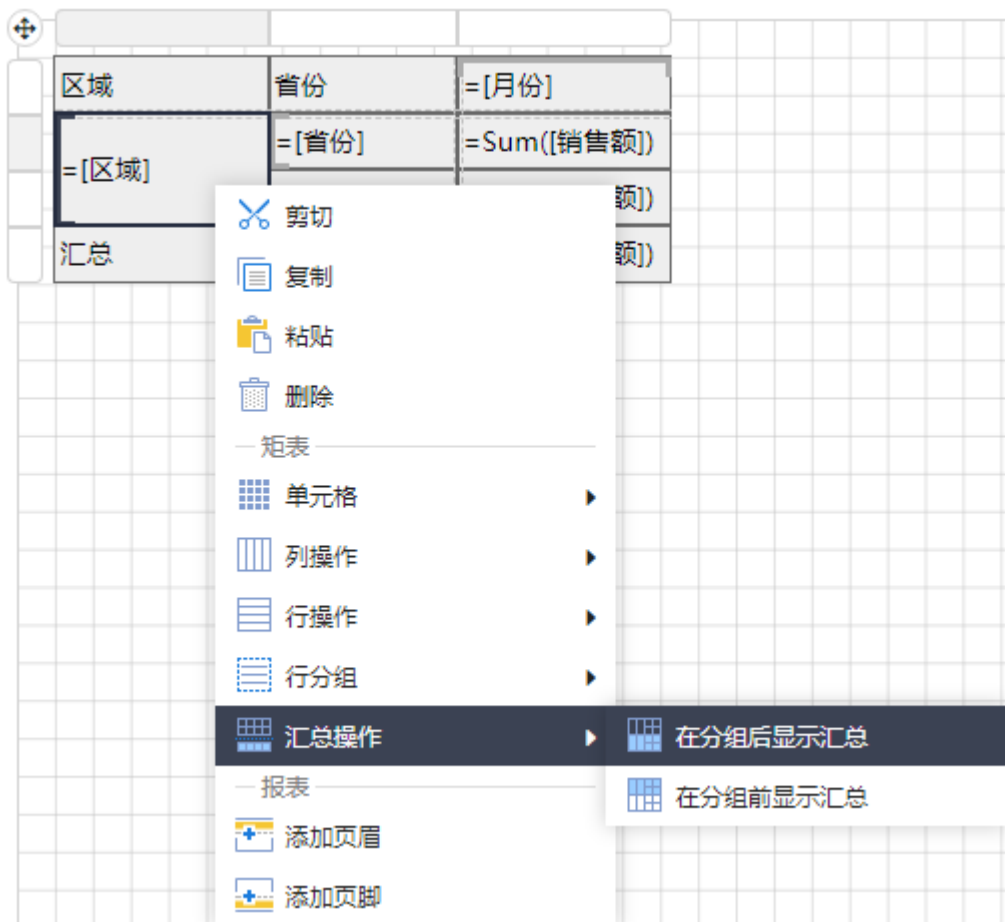 区域 省份 =[月份]
=[省份] =Sum([销售额])
=[区域]
额])
汇总 额])
剪切
复制
粘贴
删除
矩表
单元格
列操作
行操作
行分组
汇总操作 在分组后显示汇总
报表 在分组前显示汇总
添加页眉
添加页脚